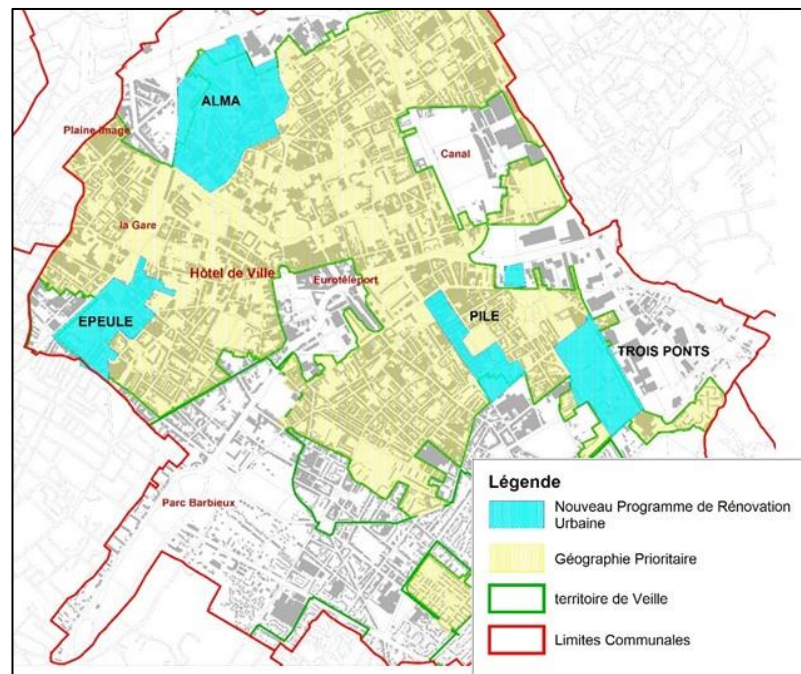 ALMA
Plaine Image
Canal
la Gare
Hôtel de Ville
Eurotéléport
EPEULE
PILE
TROIS PONTS
Parc Barbieux
Légende
Nouveau Programme de Rénovation
Urbaine
Géographie Prioritaire
territoire de Veille
Limites Communales